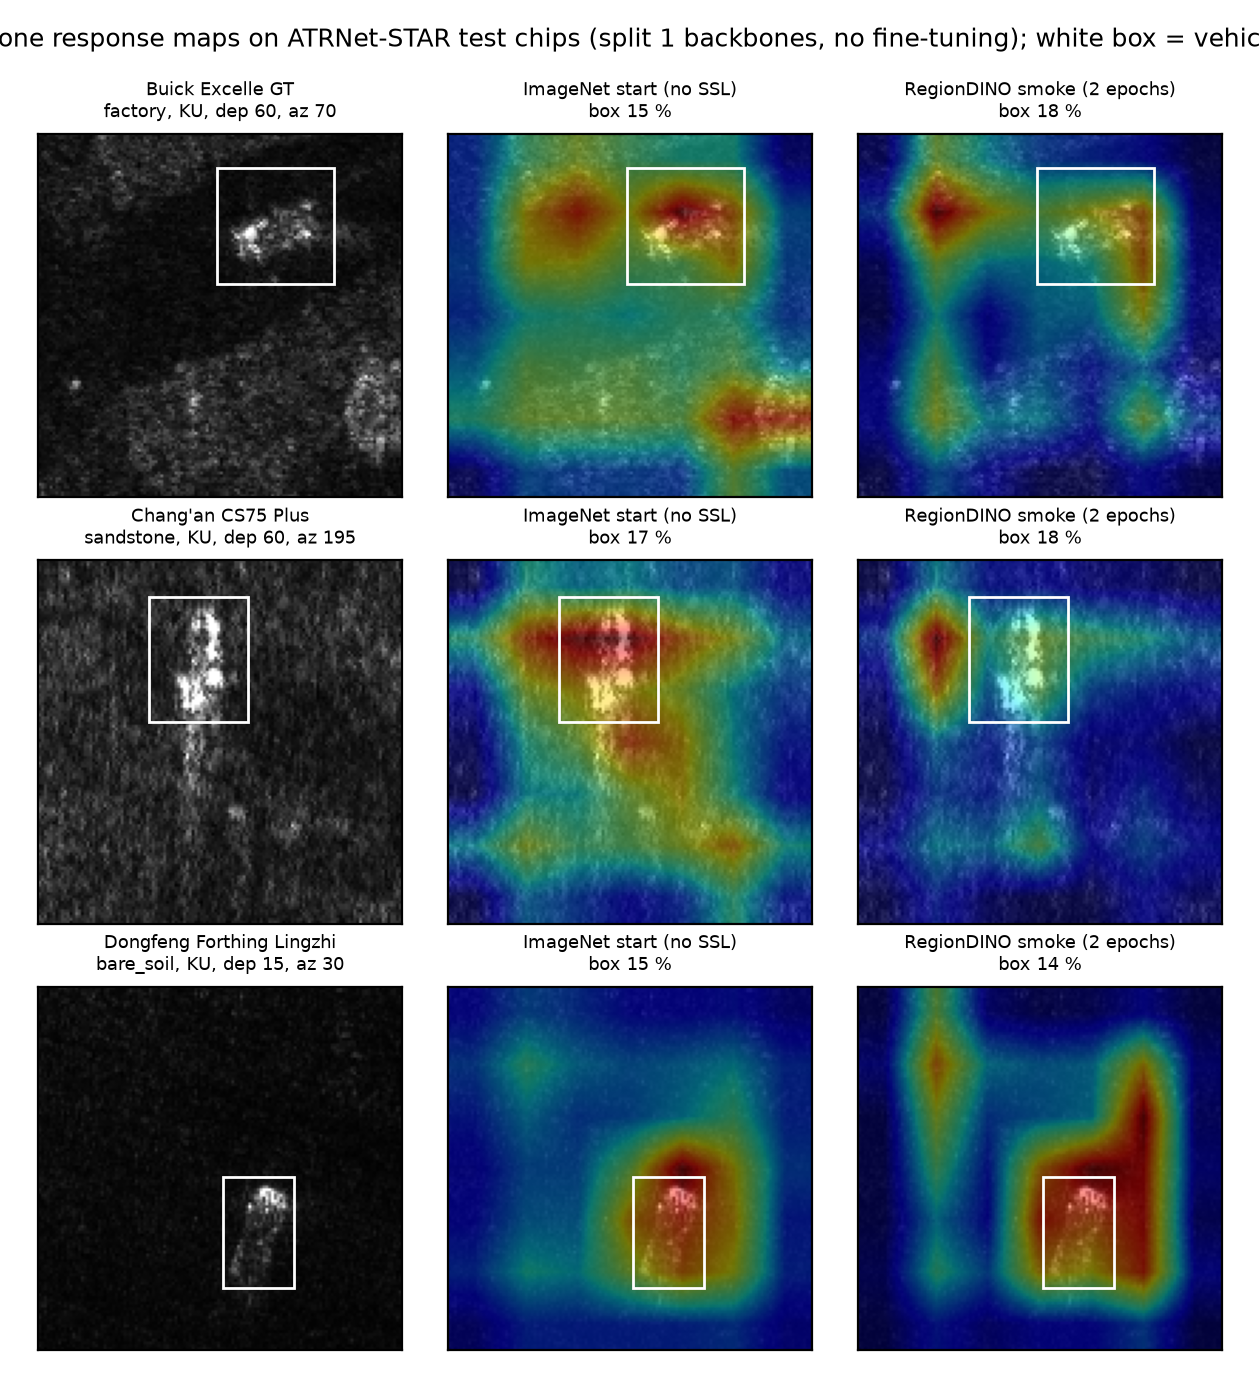 one response maps on ATRNet-STAR test chips (split 1 backbones, no fine-tuning); white box = vehic
Buick Excelle GT
factory, KU, dep 60, az 70
ImageNet start (no SSL)
box 15 %
RegionDINO smoke (2 epochs)
box 18 %
Chang'an CS75 Plus
sandstone, KU, dep 60, az 195
ImageNet start (no SSL)
box 17 %
RegionDINO smoke (2 epochs)
box 18 %
Dongfeng Forthing Lingzhi
bare_soil, KU, dep 15, az 30
ImageNet start (no SSL)
box 15 %
RegionDINO smoke (2 epochs)
box 14 %